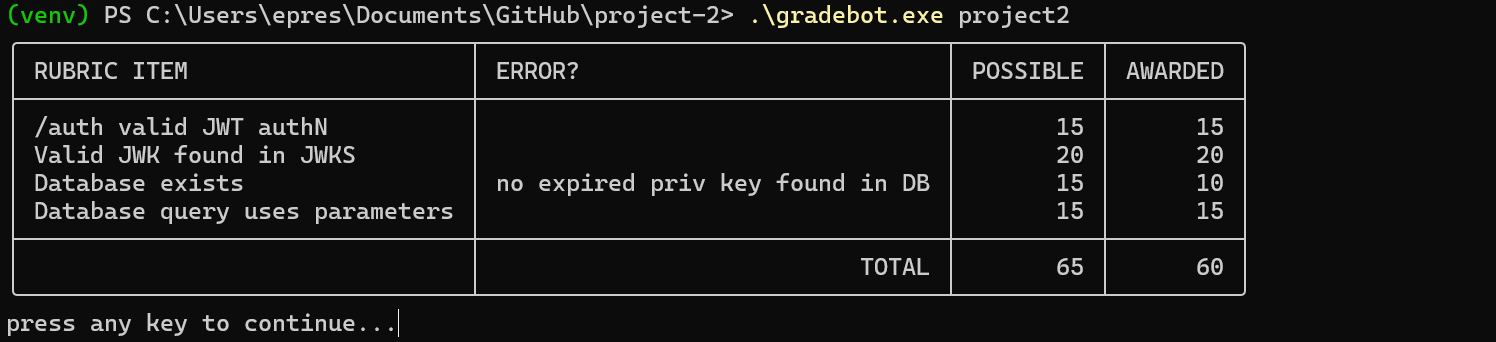 (venv) PS C:\Users\epres\Documents\GitHub\project-2> .\gradebot.exe project2
RUBRIC ITEM ERROR? POSSIBLE AWARDED
/auth valid JWT authN 15 15
Valid JWK found in JWKS 20 20
Database exists no expired priv key found in DB 15 10
Database query uses parameters 15 15
TOTAL 65 60
press any key to continue...